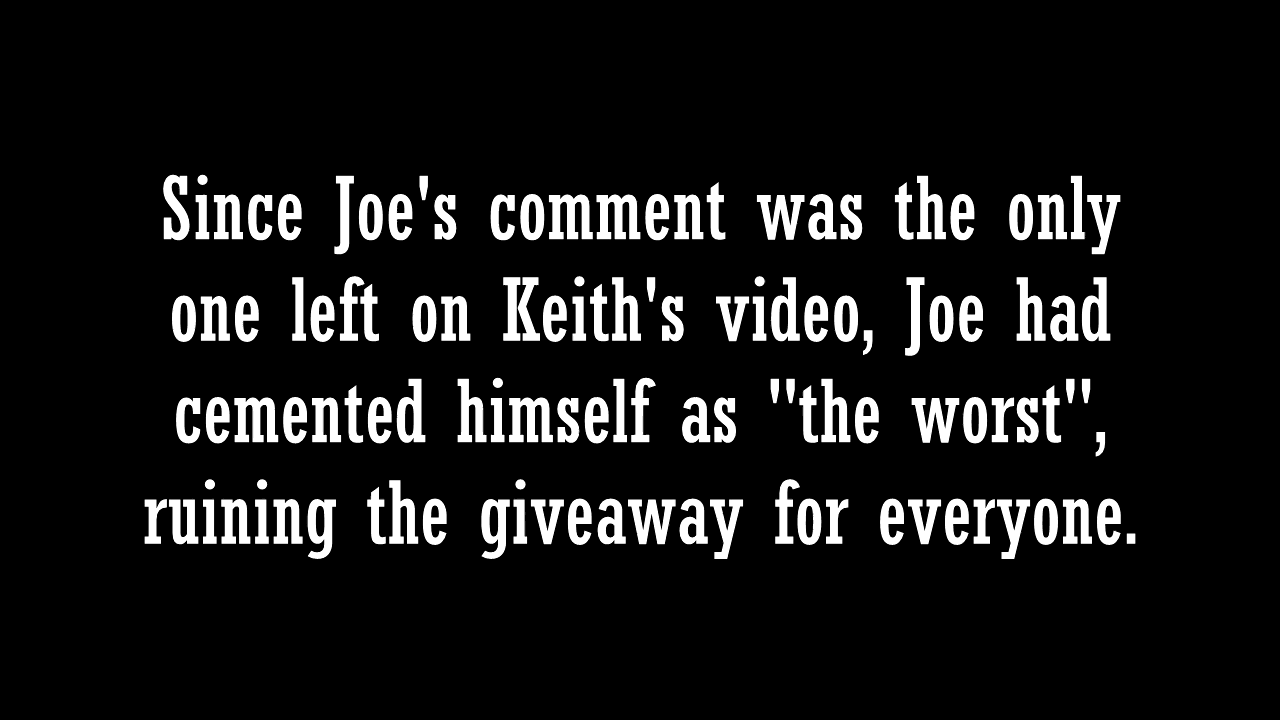 Since Joe's comment was the only
one left on Keith's video, Joe had
cemented himself as "the worst",
ruining the giveaway for everyone.